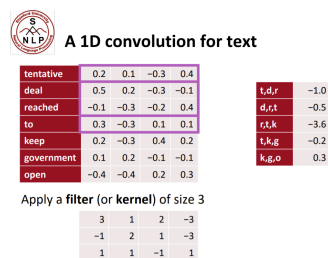 Stanford University
S
NLP
Natural Language Processing
A 1D convolution for text
tentative 0.2 0.1 −0.3 0.4
deal 0.5 0.2 −0.3 −0.1
reached −0.1 −0.3 −0.2 0.4
to 0.3 −0.3 0.1 0.1
keep 0.2 −0.3 0.4 0.2
government 0.1 0.2 −0.1 −0.1
open −0.4 −0.4 0.2 0.3
t,d,r −1.0
d,r,t −0.5
r,t,k −3.6
t,k,g −0.2
k,g,o 0.3
Apply a filter (or kernel) of size 3
3 1 2 −3
−1 2 1 −3
1 1 −1 1